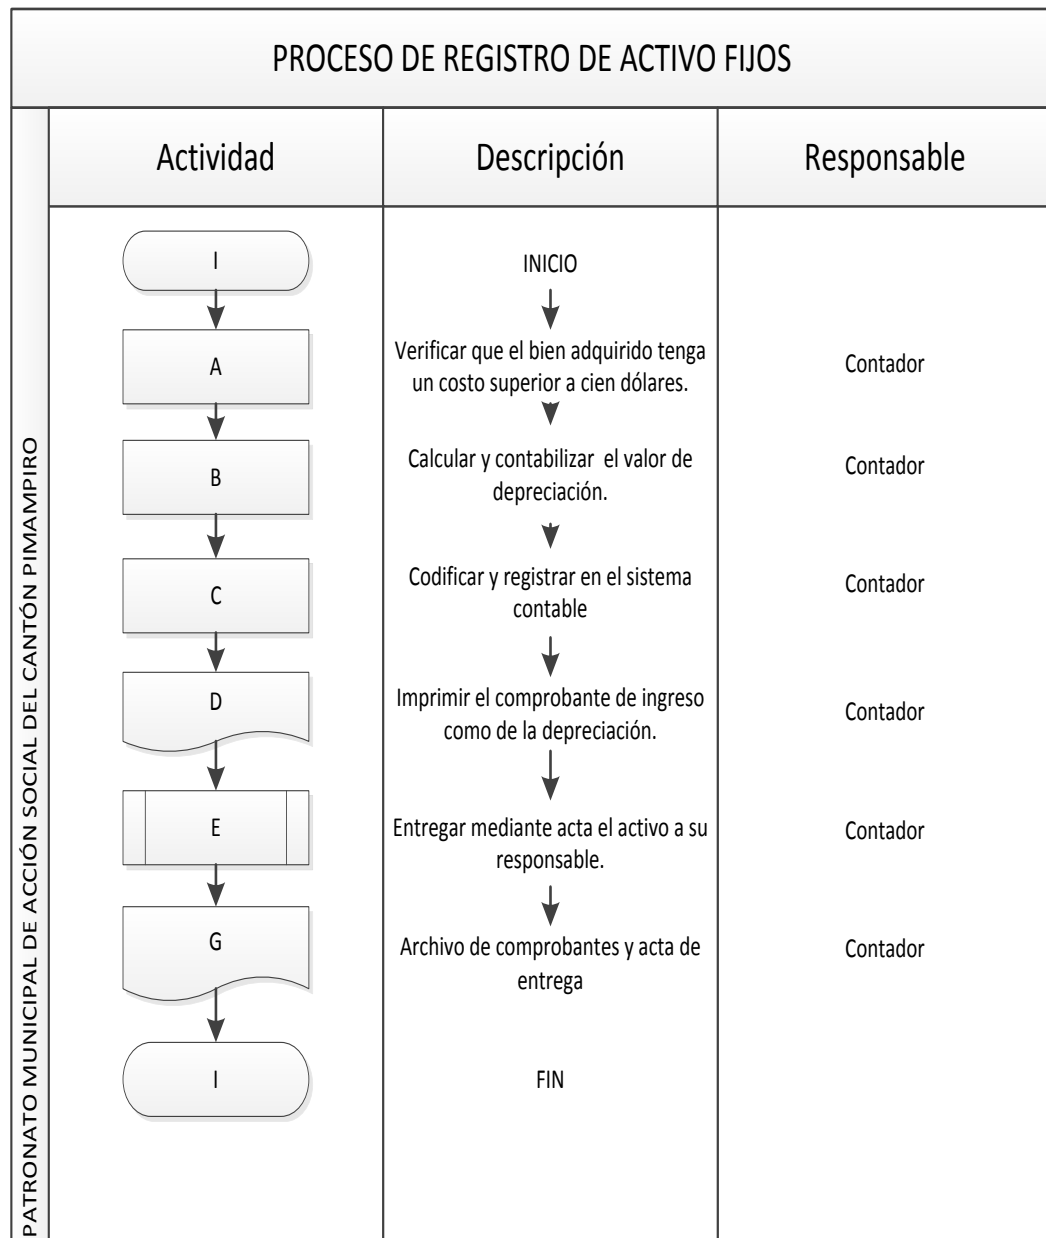 PROCESO DE REGISTRO DE ACTIVO FIJOS
PATRONATO MUNICIPAL DE ACCIÓN SOCIAL DEL CANTÓN PIMAMPIRO
Actividad
Descripción
Responsable
I
INICIO
A
Verificar que el bien adquirido tenga
un costo superior a cien dólares.
Contador
B
Calcular y contabilizar el valor de
depreciación.
Contador
C
Codificar y registrar en el sistema
contable
Contador
D
Imprimir el comprobante de ingreso
como de la depreciación.
Contador
E
Entregar mediante acta el activo a su
responsable.
Contador
G
Archivo de comprobantes y acta de
entrega
Contador
I
FIN